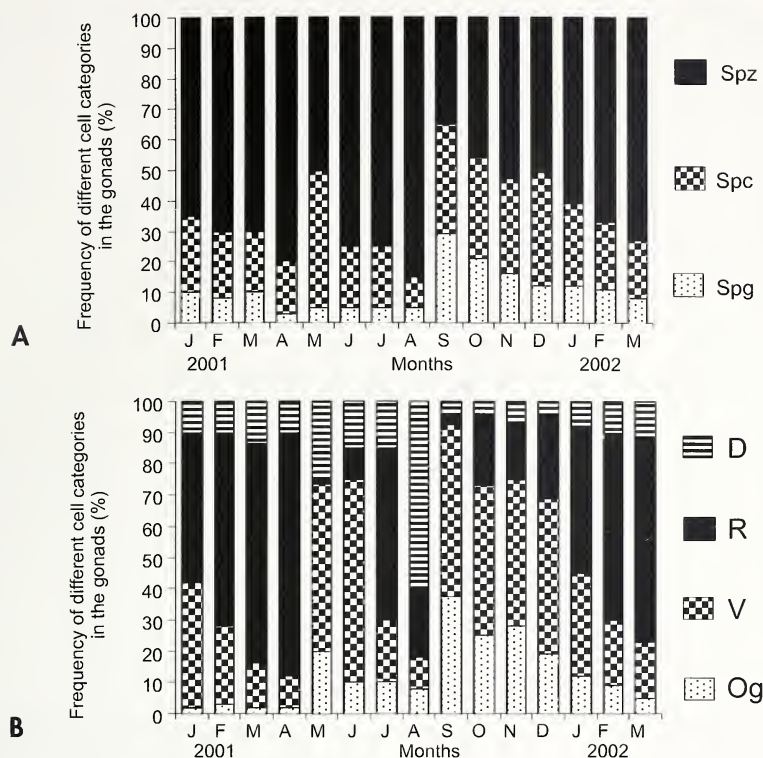 Frequency of different cell categories
in the gonads (%)
100
90
80
70
60
50
40
30
20
10
0
J F M A M J J A S O N D J F M
2001 Months 2002
Spz
Spc
Spg
A
Frequency of different cell categories
in the gonads (%)
100
90
80
70
60
50
40
30
20
10
0
J F M A M J J A S O N D J F M
2001 Months 2002
D
R
V
Og
B